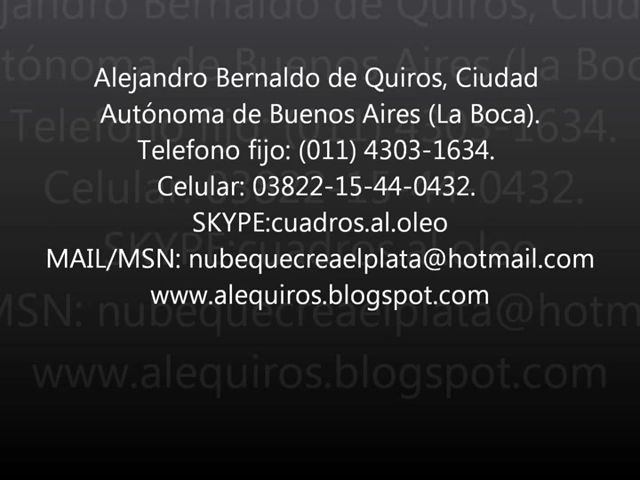 Alejandro Bernaldo de Quiros, Ciudad
Autónoma de Buenos Aires (La Boca).
Telefono fijo: (011) 4303-1634.
Celular: 03822-15-44-0432.
SKYPE:cuadros.al.oleo
MAIL/MSN: nubequecreaelplata@hotmail.com
www.alequiros.blogspot.com